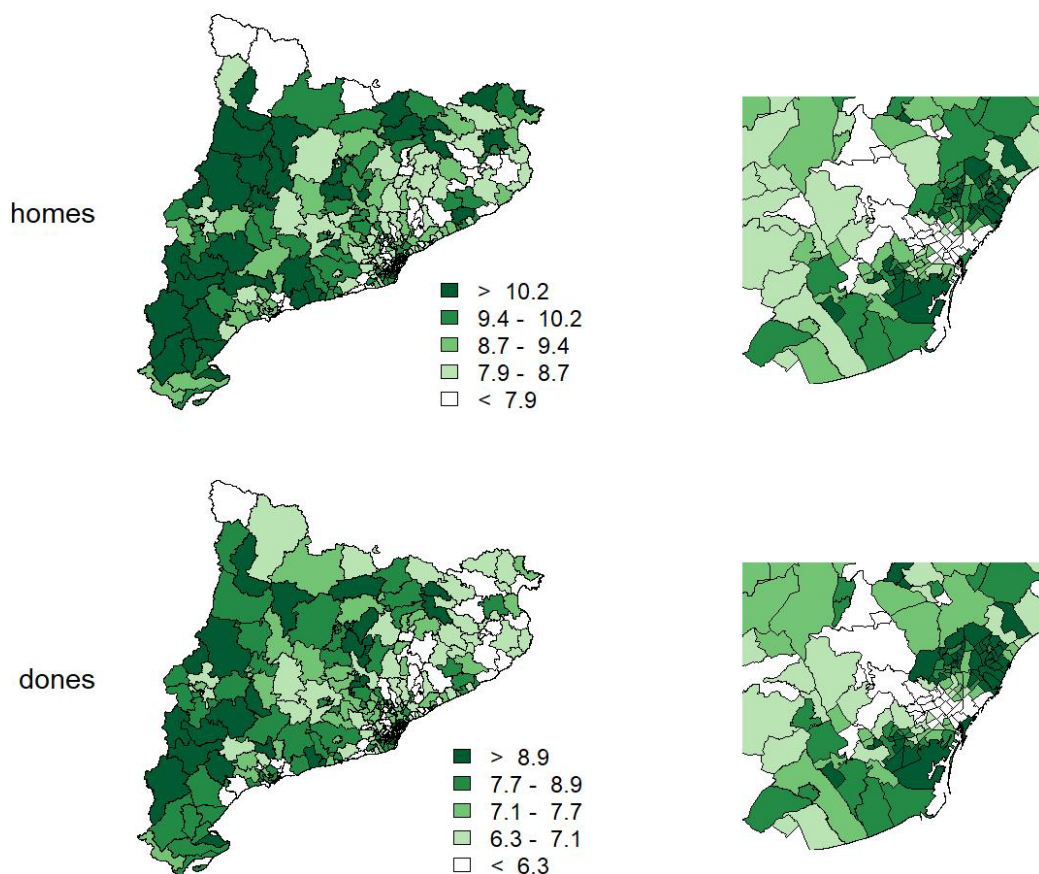 homes
> 10.2
9.4 - 10.2
8.7 - 9.4
7.9 - 8.7
< 7.9
dones
> 8.9
7.7 - 8.9
7.1 - 7.7
6.3 - 7.1
< 6.3